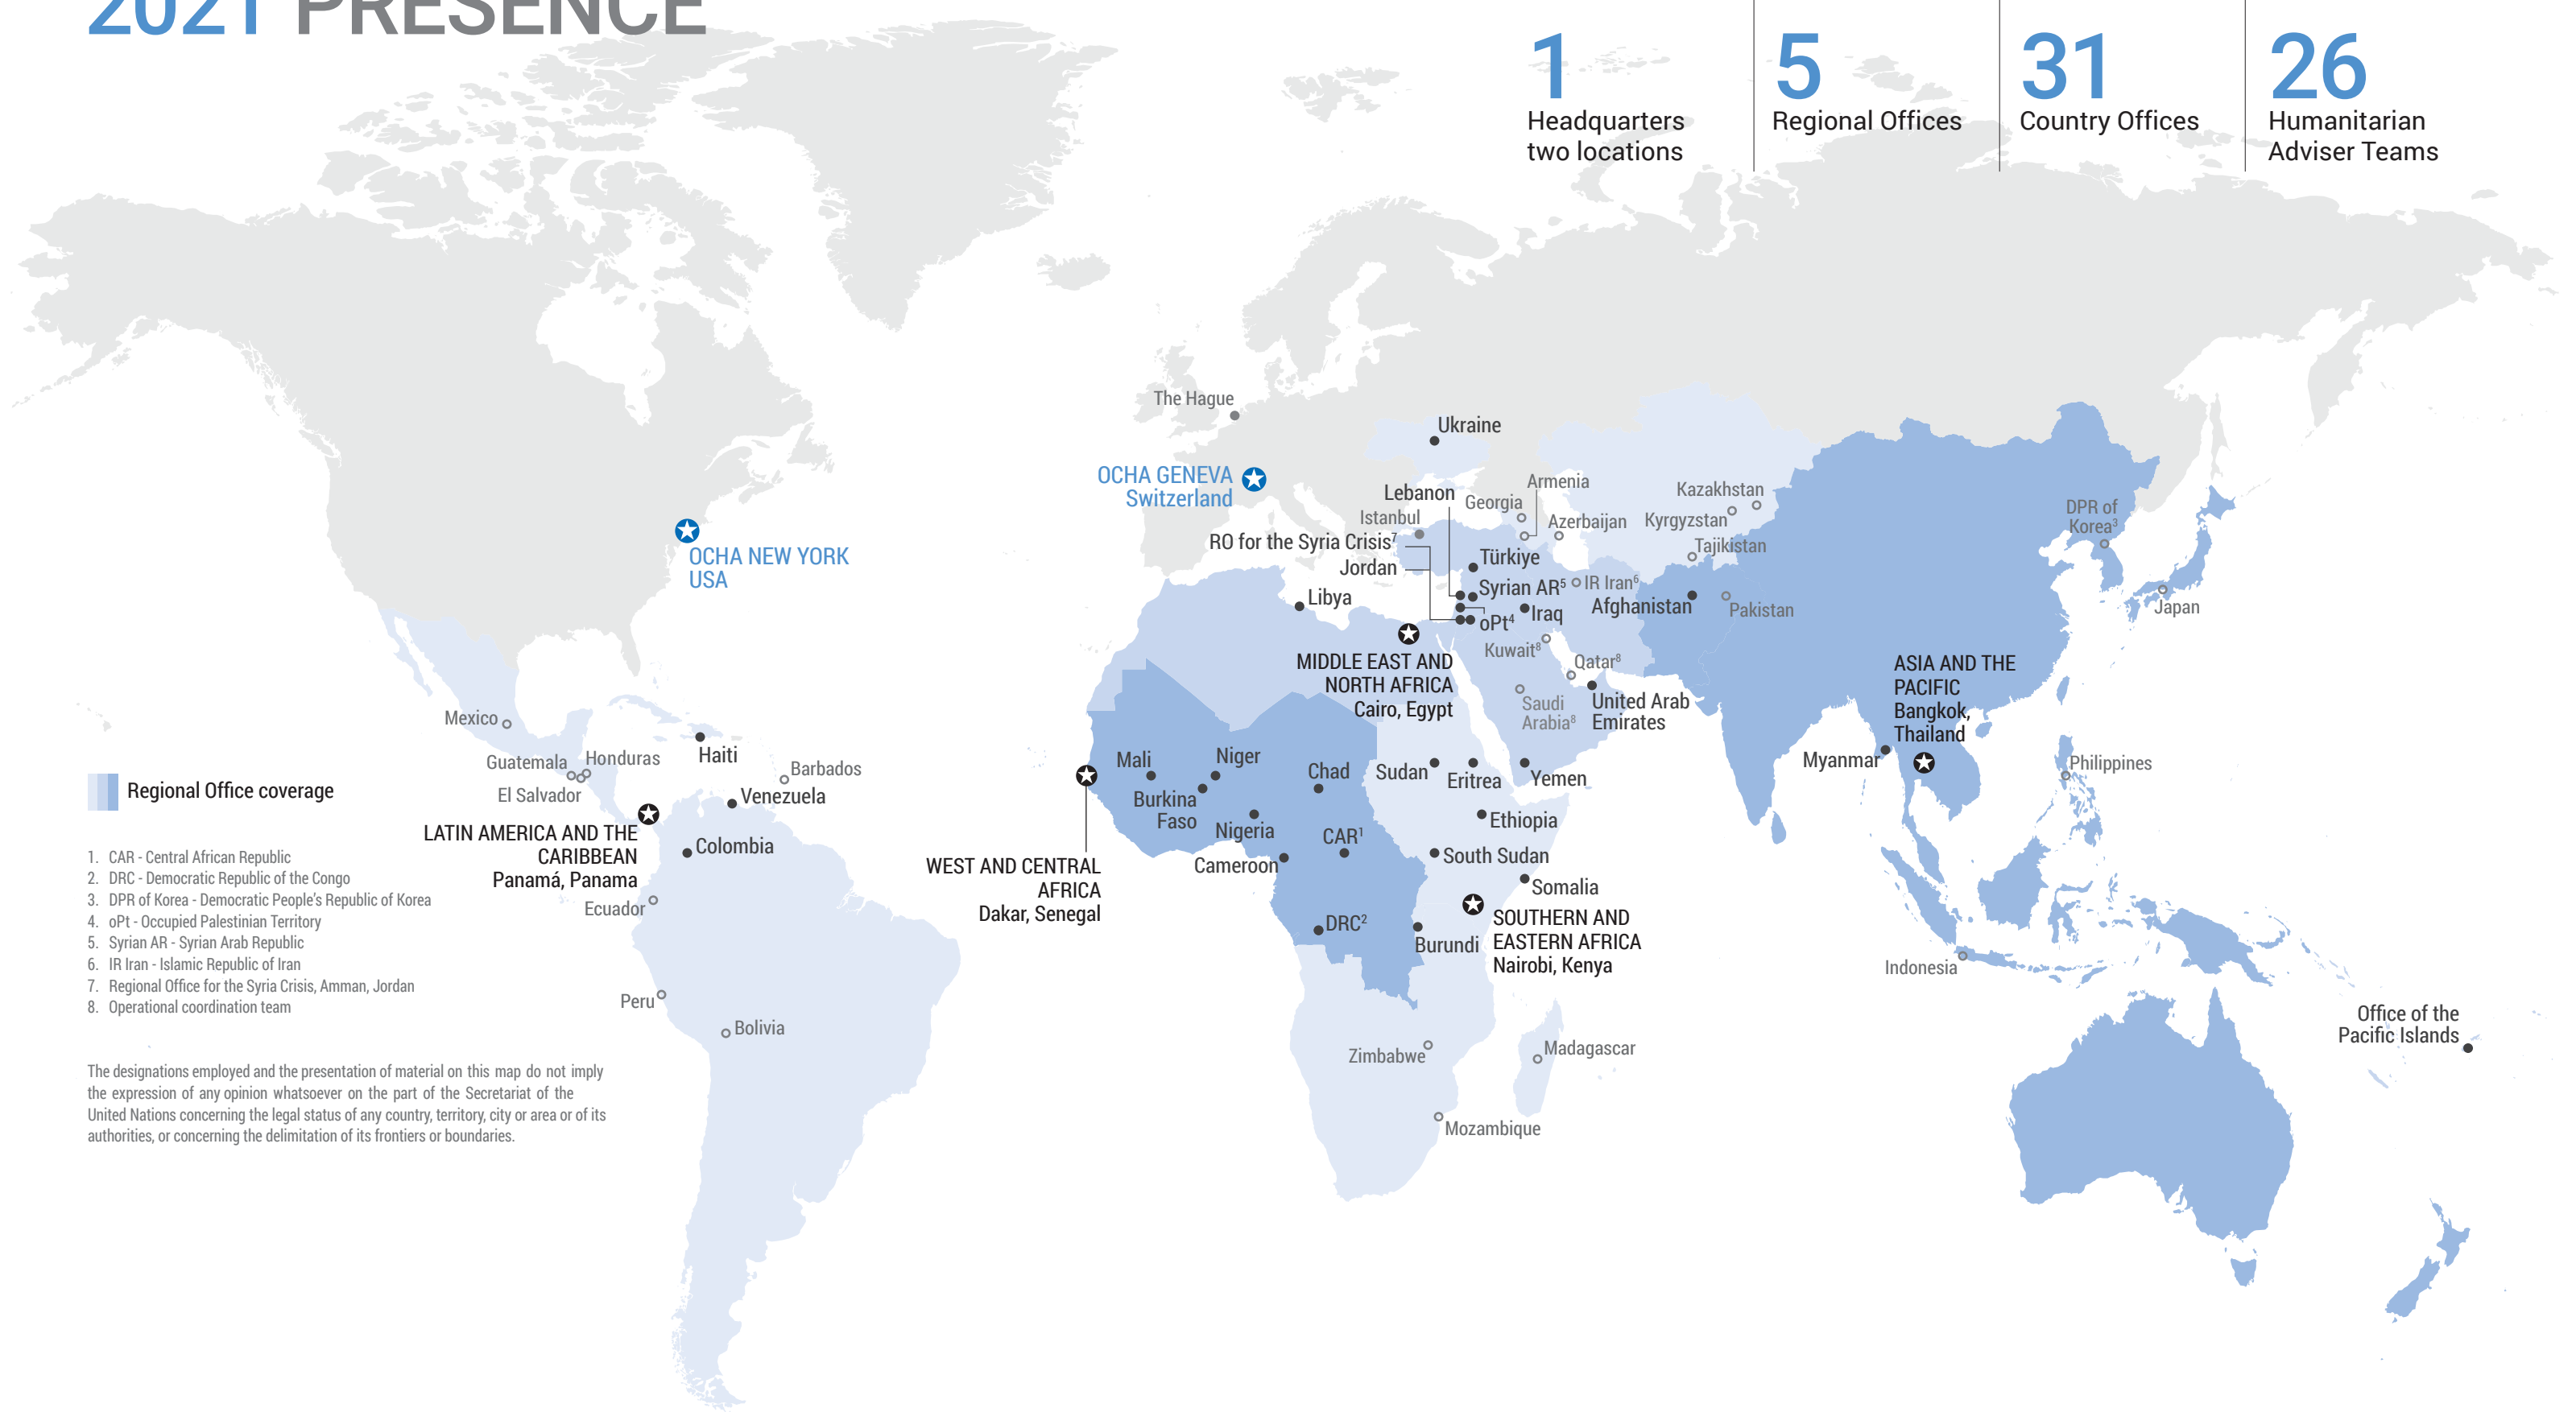 2021 PRESENCE
1
Headquarters
two locations
5
Regional Offices
31
Country Offices
26
Humanitarian
Adviser Teams
The Hague
Ukraine
OCHA GENEVA
Switzerland
OCHA NEW YORK
USA
Lebanon
Armenia
Georgia
Istanbul
Azerbaijan
Kazakhstan
Kyrgyzstan
Tajikistan
RO for the Syria Crisis⁷
Jordan
Türkiye
Syrian AR⁵
IR Iran⁶
Libya
oPt⁴
Iraq
Afghanistan
Pakistan
DPR of
Korea³
Japan
Kuwait⁸
Qatar⁸
Saudi
Arabia⁸
United Arab
Emirates
MIDDLE EAST AND
NORTH AFRICA
Cairo, Egypt
ASIA AND THE
PACIFIC
Bangkok,
Thailand
Myanmar
Philippines
Indonesia
Office of the
Pacific Islands
Mexico
Guatemala
Honduras
El Salvador
Haiti
Barbados
Venezuela
Colombia
LATIN AMERICA AND THE
CARIBBEAN
Panamá, Panama
Ecuador
Peru
Bolivia
Mali
Niger
Burkina
Faso
Nigeria
Chad
Cameroon
CAR¹
DRC²
WEST AND CENTRAL
AFRICA
Dakar, Senegal
Sudan
Eritrea
Yemen
Ethiopia
South Sudan
Somalia
Burundi
SOUTHERN AND
EASTERN AFRICA
Nairobi, Kenya
Zimbabwe
Madagascar
Mozambique
Regional Office coverage
1. CAR - Central African Republic
2. DRC - Democratic Republic of the Congo
3. DPR of Korea - Democratic People's Republic of Korea
4. oPt - Occupied Palestinian Territory
5. Syrian AR - Syrian Arab Republic
6. IR Iran - Islamic Republic of Iran
7. Regional Office for the Syria Crisis, Amman, Jordan
8. Operational coordination team
The designations employed and the presentation of material on this map do not imply
the expression of any opinion whatsoever on the part of the Secretariat of the
United Nations concerning the legal status of any country, territory, city or area or of its
authorities, or concerning the delimitation of its frontiers or boundaries.